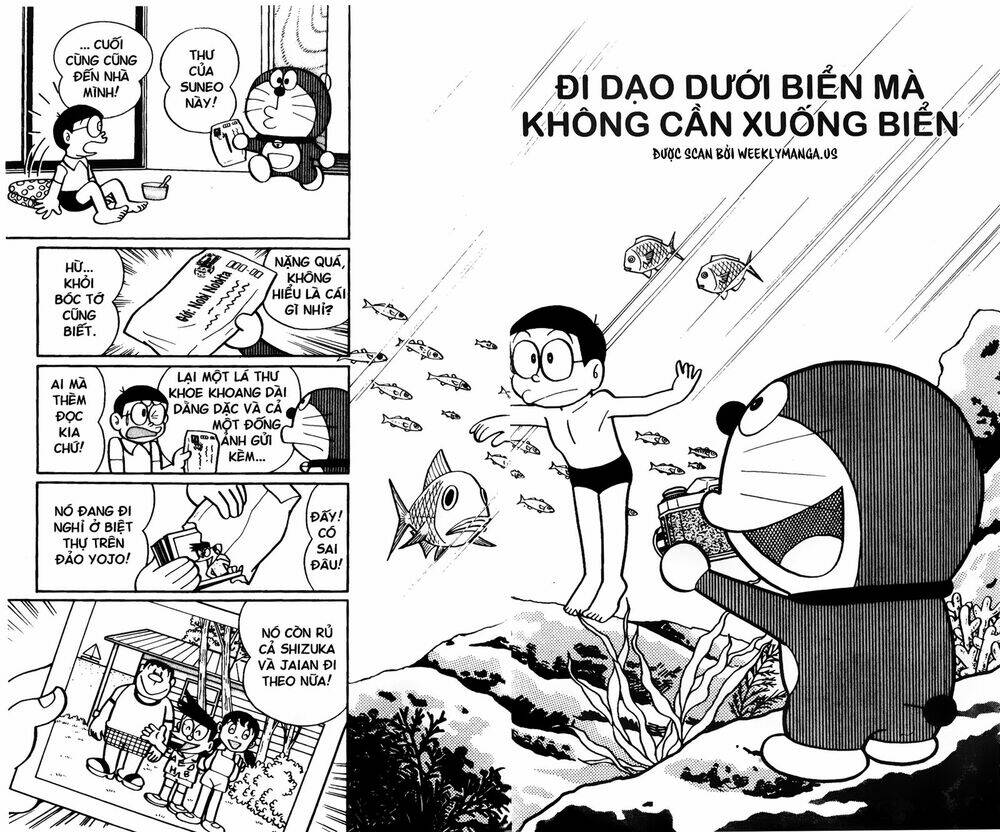 ĐI DẠO DƯỚI BIỂN MÀ
KHÔNG CẦN XUỐNG BIỂN
ĐƯỢC SCAN BỞI WEEKLYMANGA.US
THƯ
CỦA
SUNEO
NÀY!
... CUỐI
CÙNG CŨNG
ĐẾN NHÀ
MÌNH!
NẶNG QUÁ,
KHÔNG
HIỂU LÀ CÁI
GÌ NHỈ?
Gửi: Nobi Nobita
HỪ...
KHỎI
BÓC TỚ
CŨNG
BIẾT.
LẠI MỘT LÁ THƯ
KHOE KHOANG DÀI
DẰNG DẶC VÀ CẢ
MỘT ĐỐNG
ẢNH GỬI
KÈM...
AI MÀ
THÈM
ĐỌC
KIA
CHỨ!
ĐẤY!
CÓ
SAI
ĐÂU!
NÓ ĐANG ĐI
NGHỈ Ở BIỆT
THỰ TRÊN
ĐẢO YOJO!
NÓ CÒN RỦ
CẢ SHIZUKA
VÀ JAIAN ĐI
THEO NỮA!